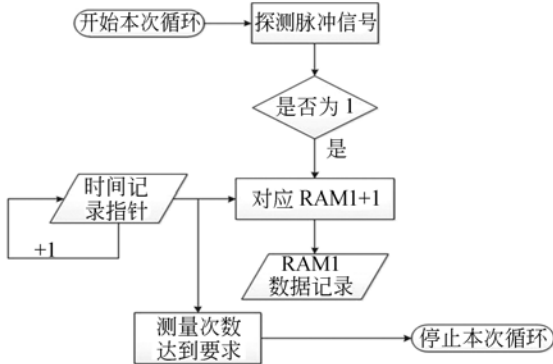 开始本次循环
探测脉冲信号
是否为 1
是
时间记
录指针
+1
对应 RAM1+1
RAM1
数据记录
测量次数
达到要求
停止本次循环